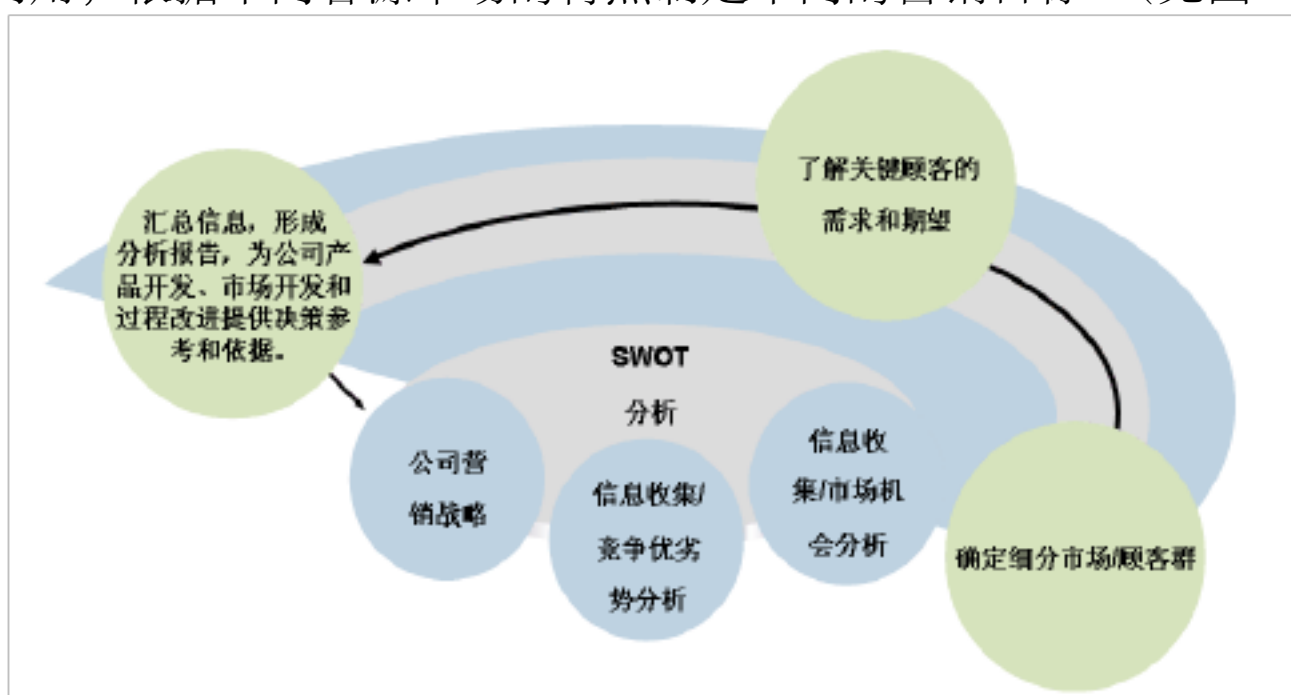 了解关键顾客的
需求和期望
汇总信息，形成
分析报告，为公司产
品开发、市场开发和
过程改进提供决策参
考和依据。
SWOT
分析
公司营
销战略
信息收集/
竞争优劣
势分析
信息收
集/市场机
会分析
确定细分市场/顾客群